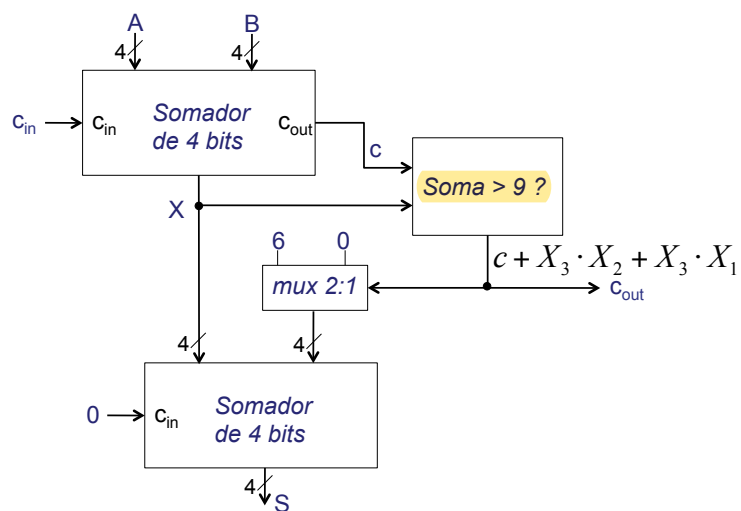 A B
4 4
c_in c_in Somador c_out
de 4 bits
c
Soma > 9 ?
X
6 0
c + X_3 · X_2 + X_3 · X_1
mux 2:1
c_out
4 4
0 c_in Somador
de 4 bits
4
S